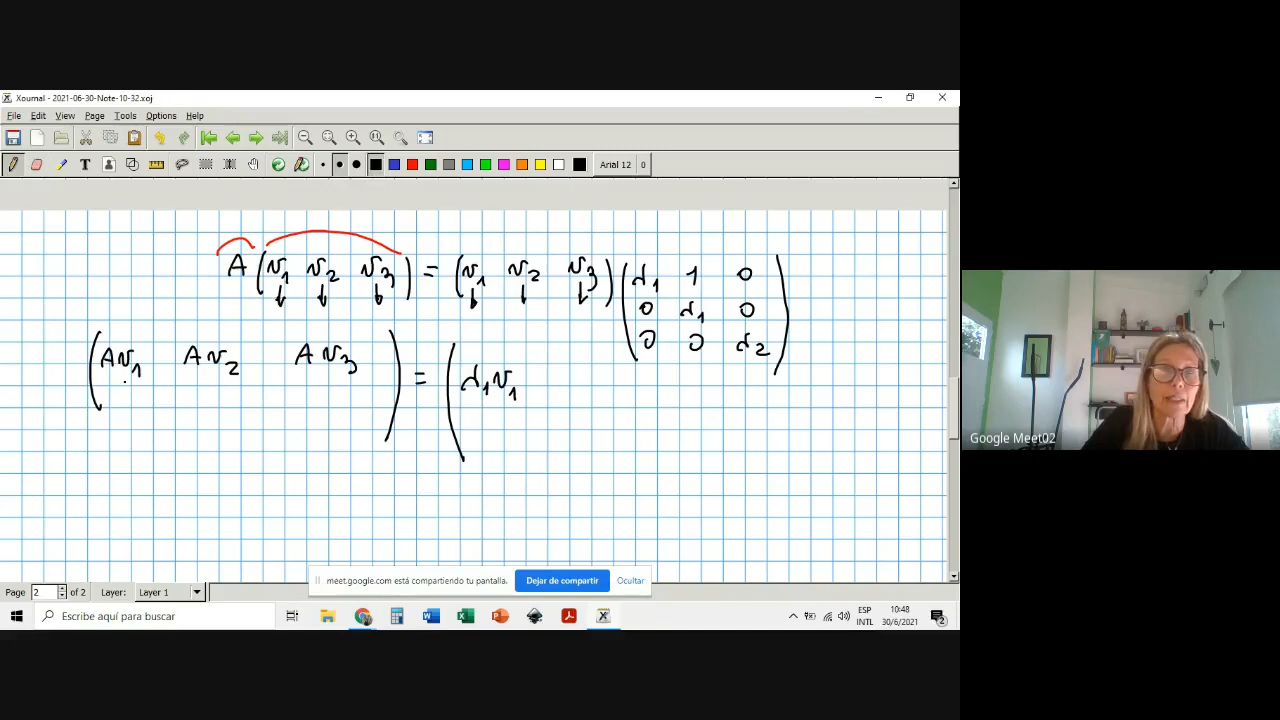 Xournal - 2021-06-30-Note-10-32.xoj
File Edit View Page Tools Options Help
Arial 12 0
A (v₁ v₂ v₃) = (v₁ v₂ v₃) (λ₁ 1 0
0 λ₁ 0
0 0 λ₂)
(Av₁ Av₂ Av₃) = (λ₁v₁
Google Meet02
meet.google.com está compartiendo tu pantalla. Dejar de compartir Ocultar
Page 2 of 2 Layer: Layer 1
Escribe aquí para buscar
ESP
INTL
10:48
30/6/2021
2